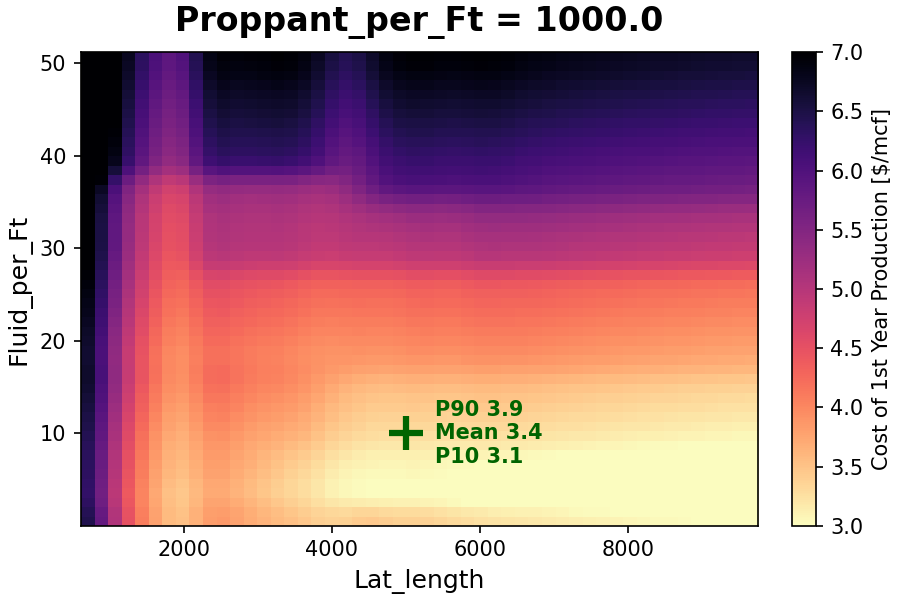 Proppant_per_Ft = 1000.0
Fluid_per_Ft
50
40
30
20
10
P90 3.9
Mean 3.4
P10 3.1
2000 4000 6000 8000
Lat_length
7.0
6.5
6.0
5.5
5.0
4.5
4.0
3.5
3.0
Cost of 1st Year Production [$/mcf]